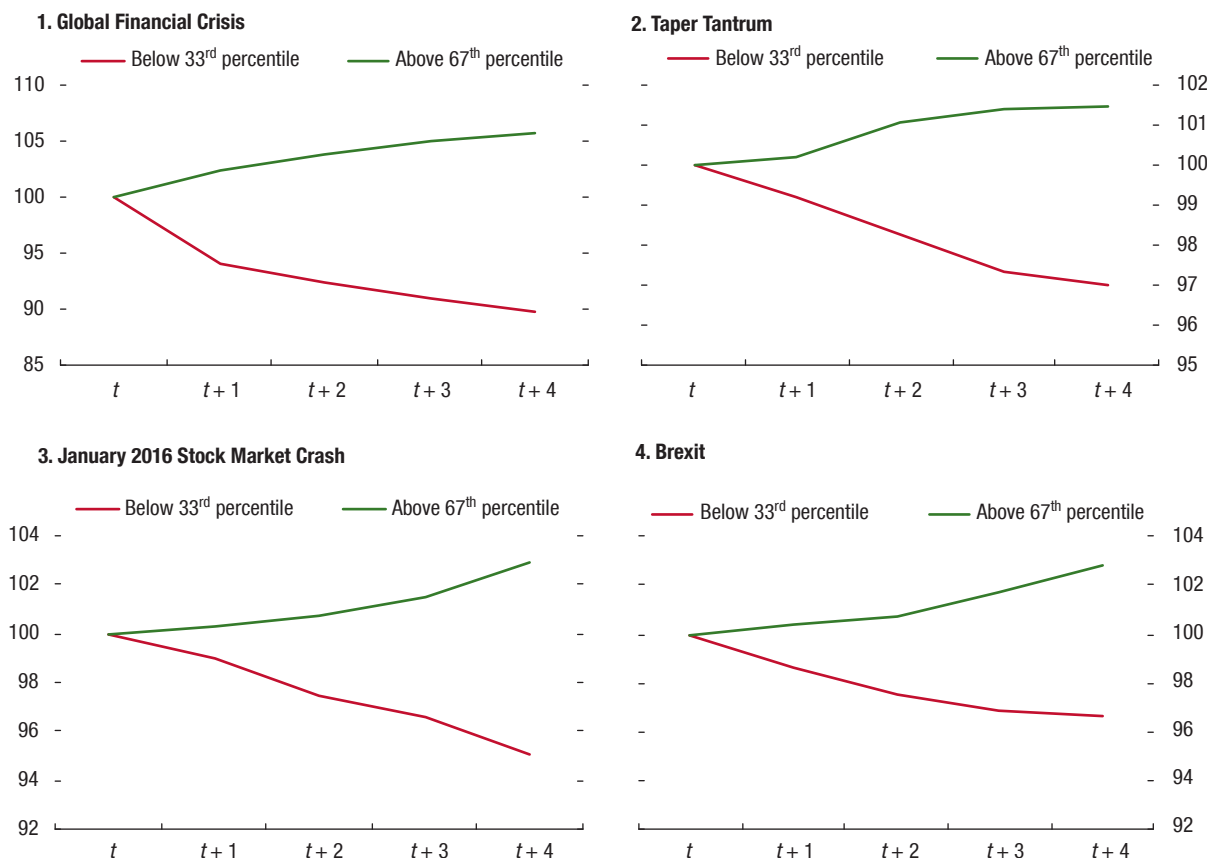 1. Global Financial Crisis
Below 33rd percentile Above 67th percentile
110
105
100
95
90
85
t t + 1 t + 2 t + 3 t + 4
2. Taper Tantrum
Below 33rd percentile Above 67th percentile
102
101
100
99
98
97
96
95
t t + 1 t + 2 t + 3 t + 4
3. January 2016 Stock Market Crash
Below 33rd percentile Above 67th percentile
104
102
100
98
96
94
92
t t + 1 t + 2 t + 3 t + 4
4. Brexit
Below 33rd percentile Above 67th percentile
104
102
100
98
96
94
92
t t + 1 t + 2 t + 3 t + 4